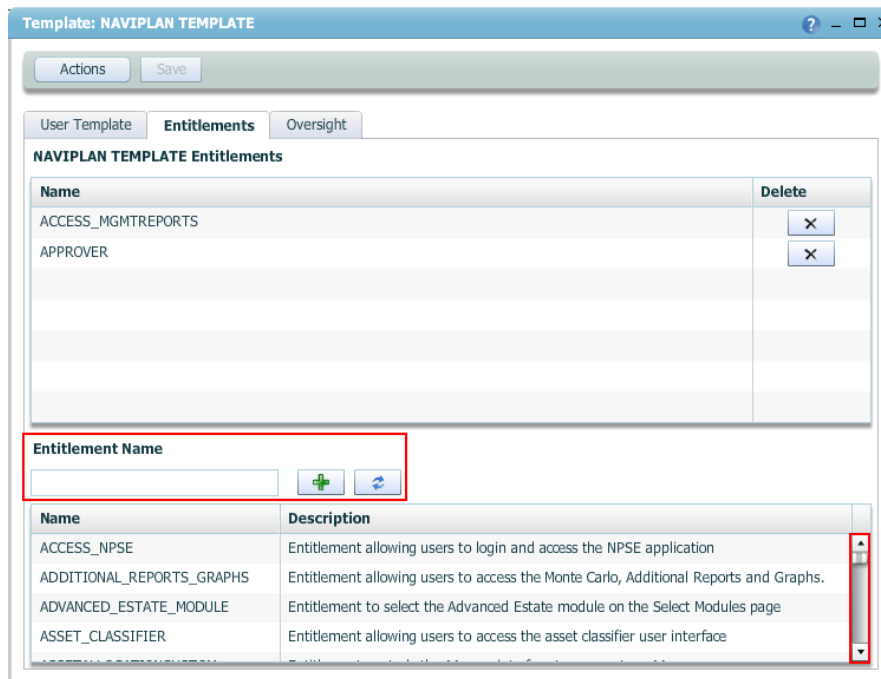 Template: NAVIPLAN TEMPLATE
Actions Save
User Template Entitlements Oversight
NAVIPLAN TEMPLATE Entitlements
Name Delete
ACCESS_MGMTREPORTS
APPROVER
Entitlement Name
Name Description
ACCESS_NPSE Entitlement allowing users to login and access the NPSE application
ADDITIONAL_REPORTS_GRAPHS Entitlement allowing users to access the Monte Carlo, Additional Reports and Graphs.
ADVANCED_ESTATE_MODULE Entitlement to select the Advanced Estate module on the Select Modules page
ASSET_CLASSIFIER Entitlement allowing users to access the asset classifier user interface